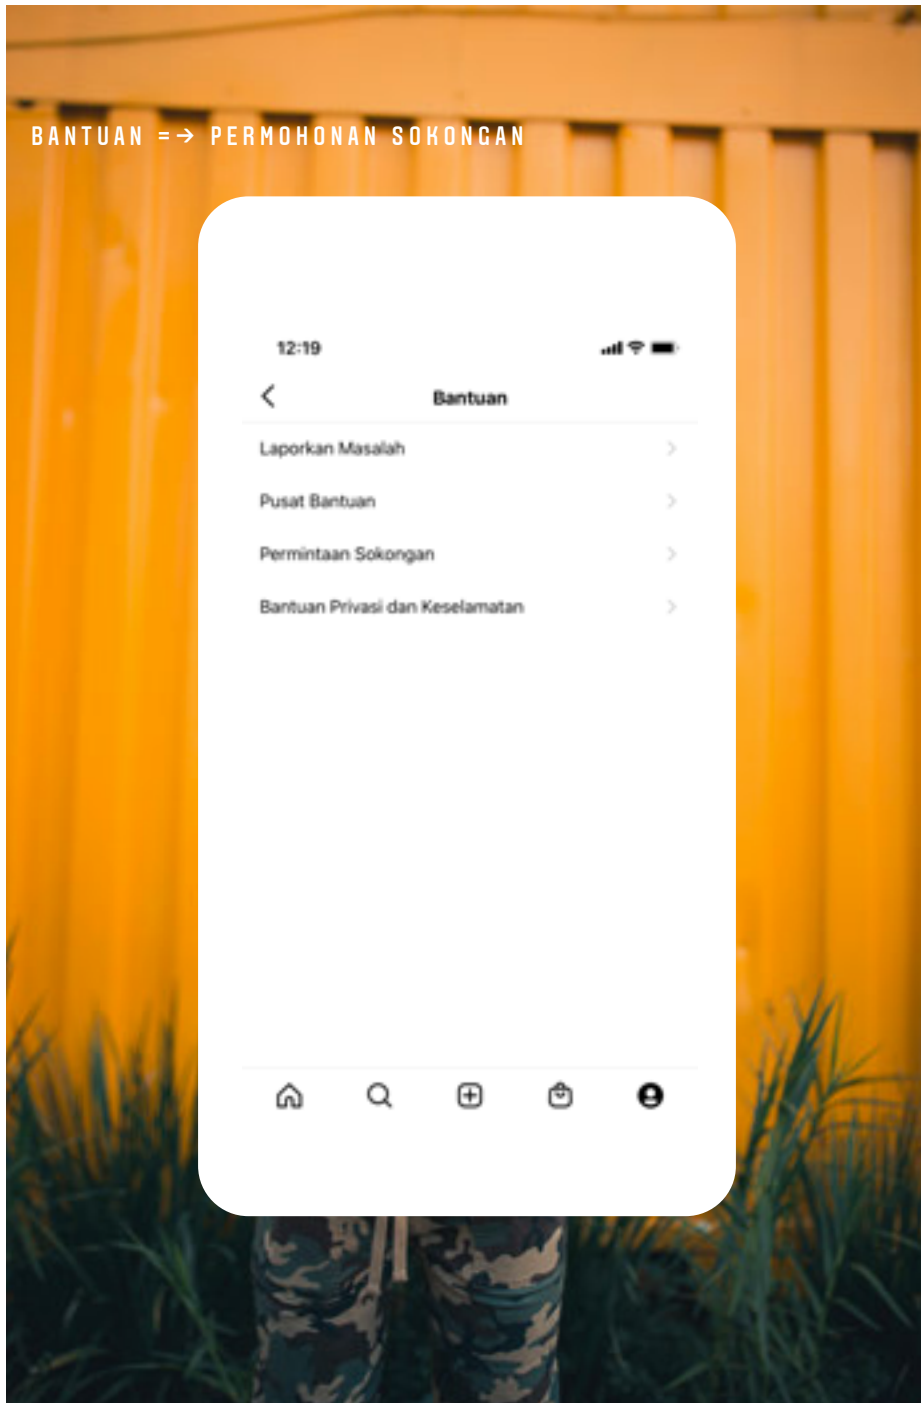 BANTUAN => PERMOHONAN SOKONGAN
12:19
Bantuan
Laporkan Masalah
Pusat Bantuan
Permintaan Sokongan
Bantuan Privasi dan Keselamatan